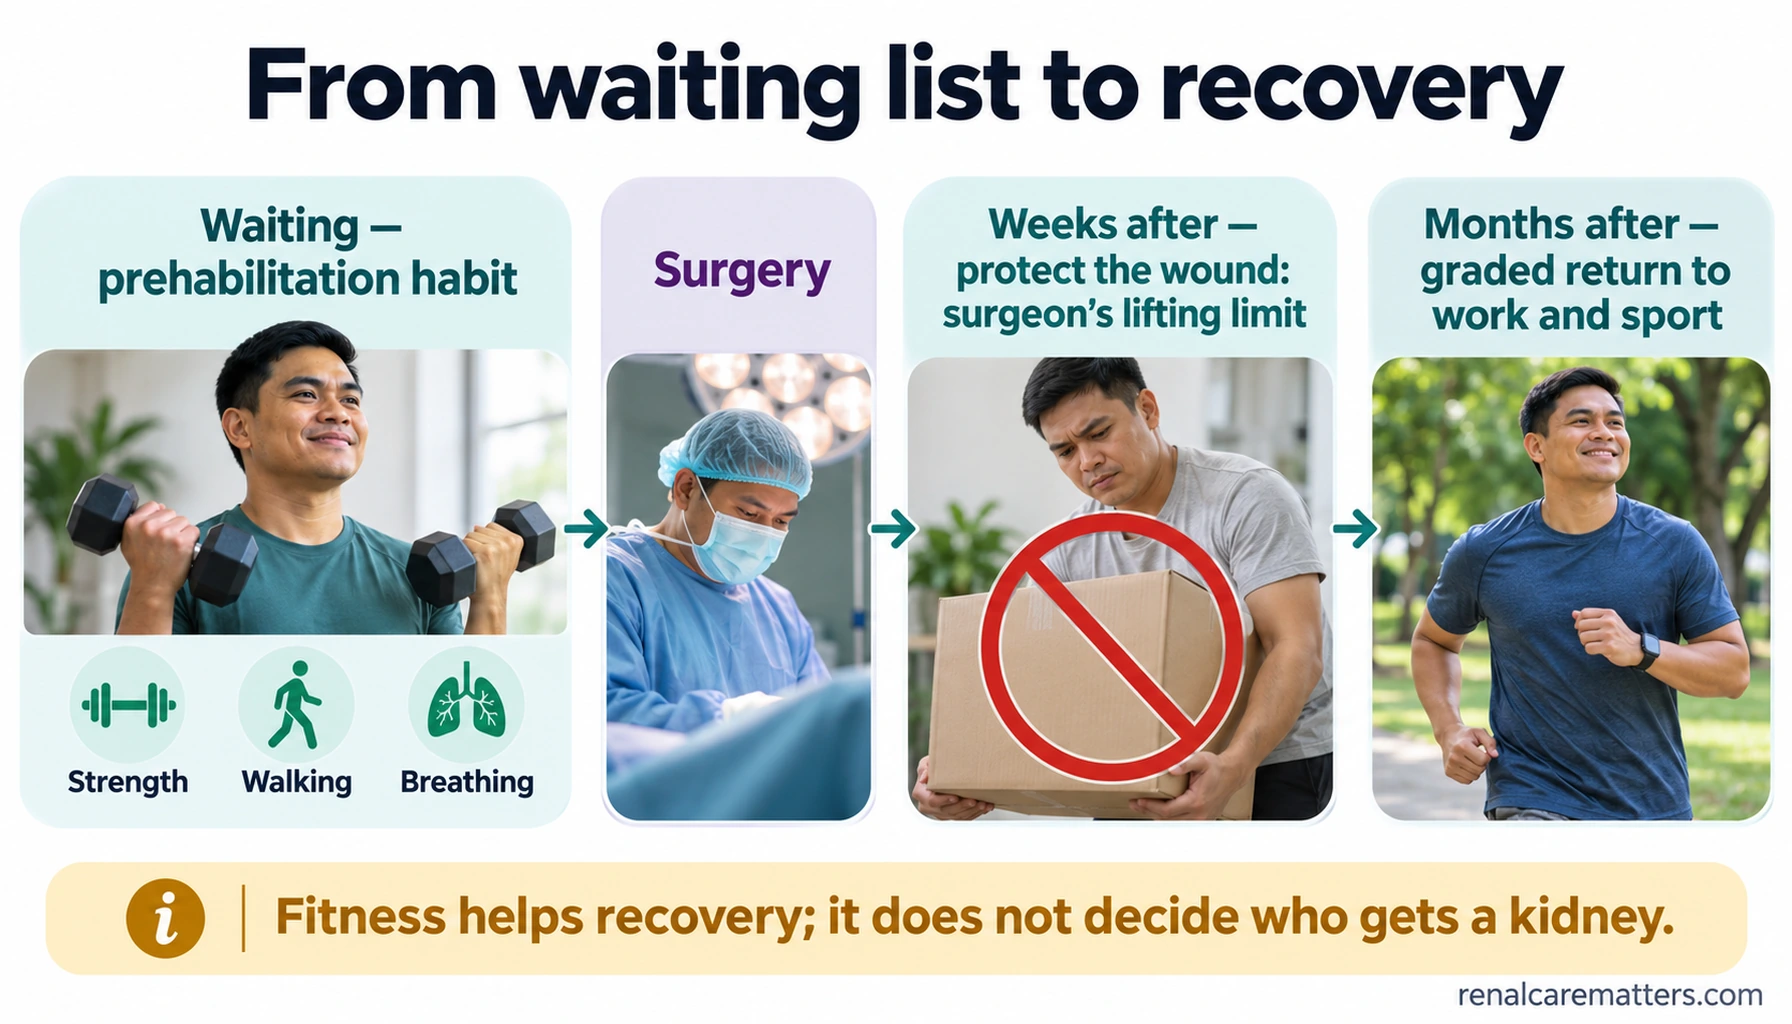 From waiting list to recovery
Waiting —
prehabilitation habit
Strength
Walking
Breathing
Surgery
Weeks after —
protect the wound:
surgeon's lifting limit
Months after —
graded return to
work and sport
i
Fitness helps recovery; it does not decide who gets a kidney.
renalcarematters.com